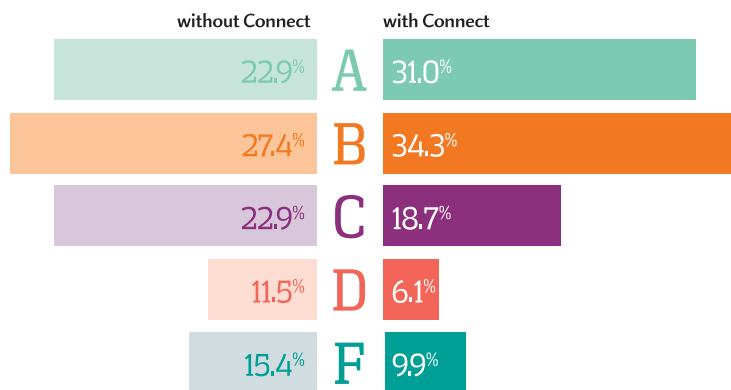 without Connect with Connect
22.9% A 31.0%
27.4% B 34.3%
22.9% C 18.7%
11.5% D 6.1%
15.4% F 9.9%